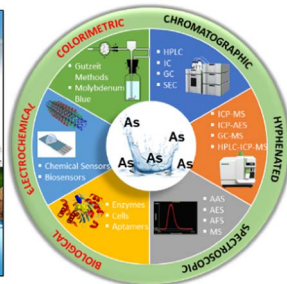 COLORIMETRIC
• Gutzeit
Methods
• Molybdenum
Blue
CHROMATOGRAPHIC
• HPLC
• IC
• GC
• SEC
HYPHENATED
• ICP-MS
• ICP-AES
• GC-MS
• HPLC-ICP-MS
SPECTROSCOPIC
• AAS
• AES
• AFS
• MS
BIOLOGICAL
• Enzymes
• Cells
• Aptamers
ELECTROCHEMICAL
• Chemical Sensors
• Biosensors
As
As
As
As
As